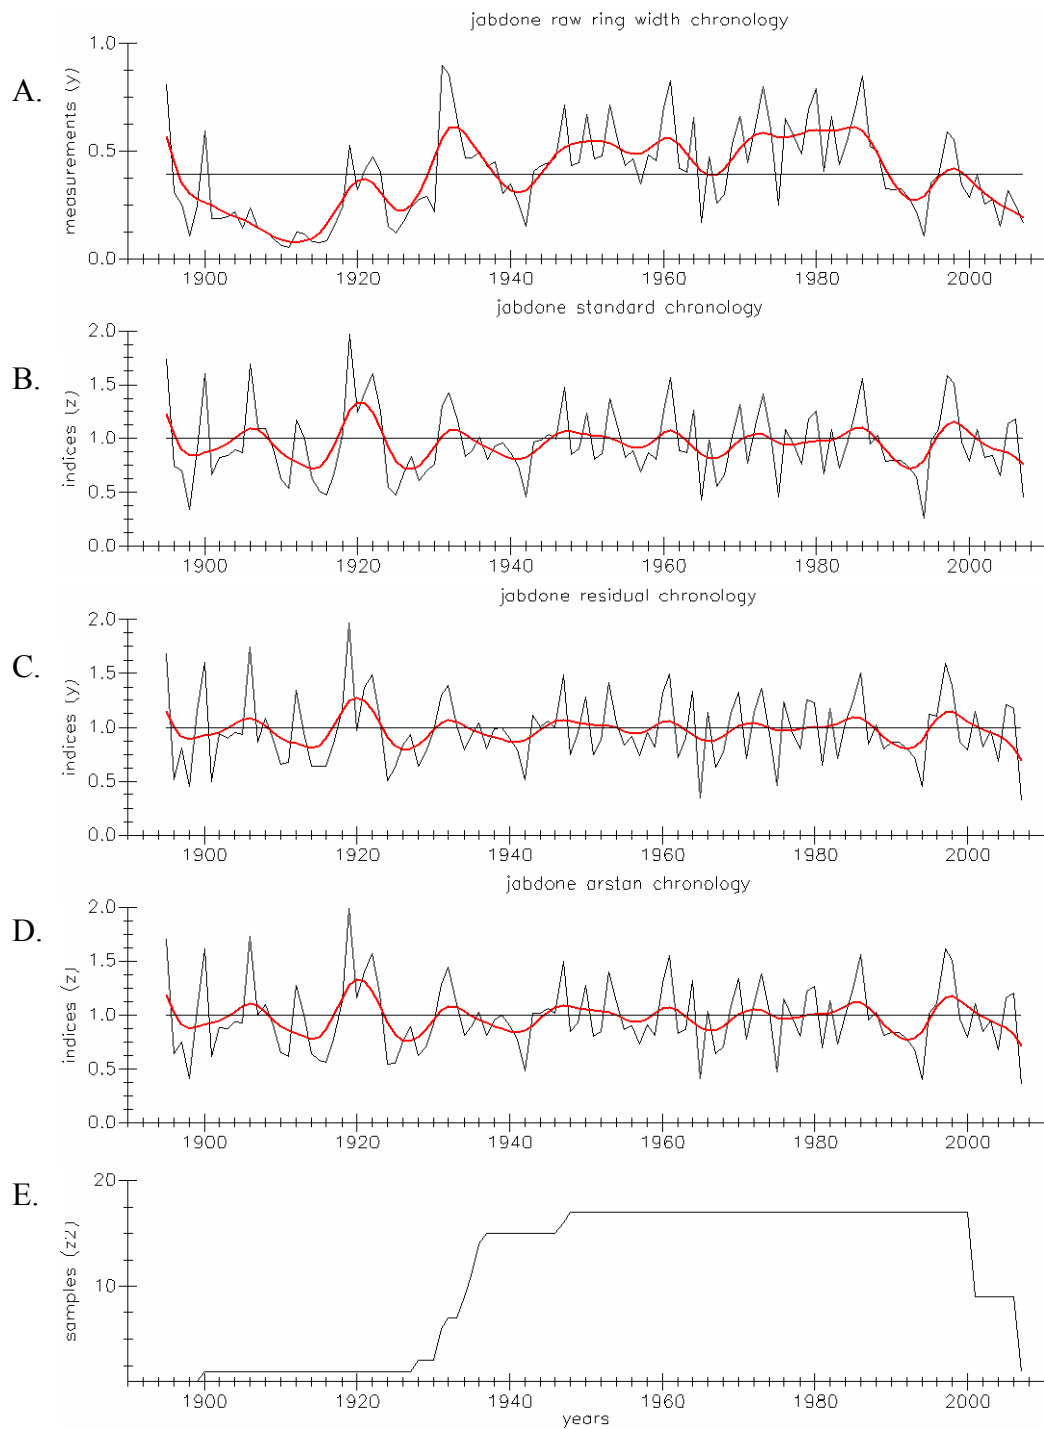 jabdone raw ring width chronology
A.
measurements (y)
1.0
0.5
0.0
1900 1920 1940 1960 1980 2000
jabdone standard chronology
B.
indices (z)
2.0
1.5
1.0
0.5
0.0
1900 1920 1940 1960 1980 2000
jabdone residual chronology
C.
indices (y)
2.0
1.5
1.0
0.5
0.0
1900 1920 1940 1960 1980 2000
jabdone arstan chronology
D.
indices (z)
2.0
1.5
1.0
0.5
0.0
1900 1920 1940 1960 1980 2000
E.
samples (z2)
20
10
1900 1920 1940 1960 1980 2000
years